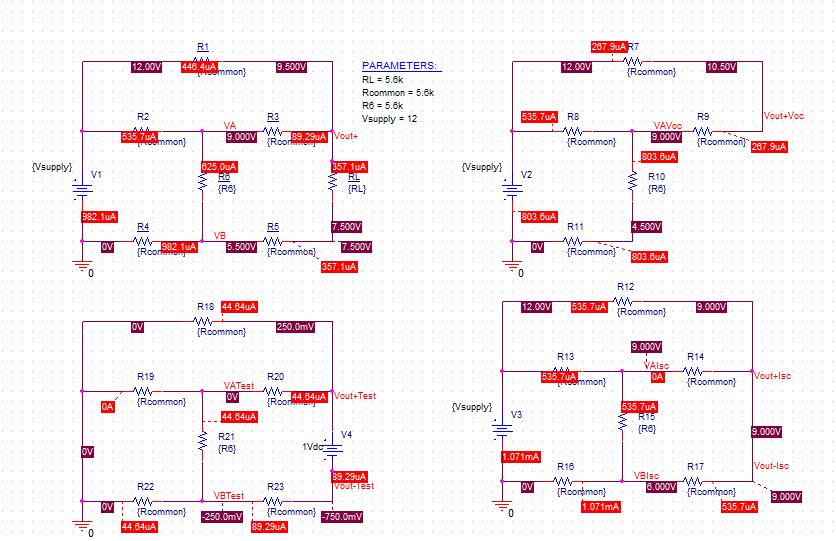 R1
12.00V 446.4uA {Rcommon} 9.500V
PARAMETERS:
RL = 5.6k
Rcommon = 5.6k
R6 = 5.6k
Vsupply = 12
R2 VA R3
535.7uA {Rcommon} 9.000V {Rcommon} 89.29uA Vout+
{Vsupply} V1
625.0uA R6 {R6}
357.1uA RL {RL}
982.1uA
R4 VB R5 7.500V
0V {Rcommon} 982.1uA 5.500V {Rcommon} 7.500V
357.1uA
0
267.9uA R7
12.00V {Rcommon} 10.50V
535.7uA R8 VAVoc R9 Vout+Voc
{Rcommon} 9.000V {Rcommon} 267.9uA
803.6uA
{Vsupply} V2 R10
{R6}
803.6uA
R11 4.500V
0V {Rcommon} 803.6uA
0
R18 44.64uA
0V {Rcommon} 250.0mV
R19 VATest R20
0A {Rcommon} 0V {Rcommon} 44.64uA Vout+Test
44.64uA
R21
{R6}
V4
1Vdc
0V
89.29uA
R22 VBTest R23 Vout-Test
0V {Rcommon} -250.0mV {Rcommon} -750.0mV
44.64uA 89.29uA
0
R12
12.00V 535.7uA {Rcommon} 9.000V
9.000V
R13 VAIsc R14
535.7uA {Rcommon} 0A {Rcommon} Vout+Isc
{Vsupply} V3
535.7uA
R15
{R6}
9.000V
1.071mA
R16 VBIsc R17 Vout-Isc
0V {Rcommon} 6.000V {Rcommon} 9.000V
1.071mA 535.7uA
0